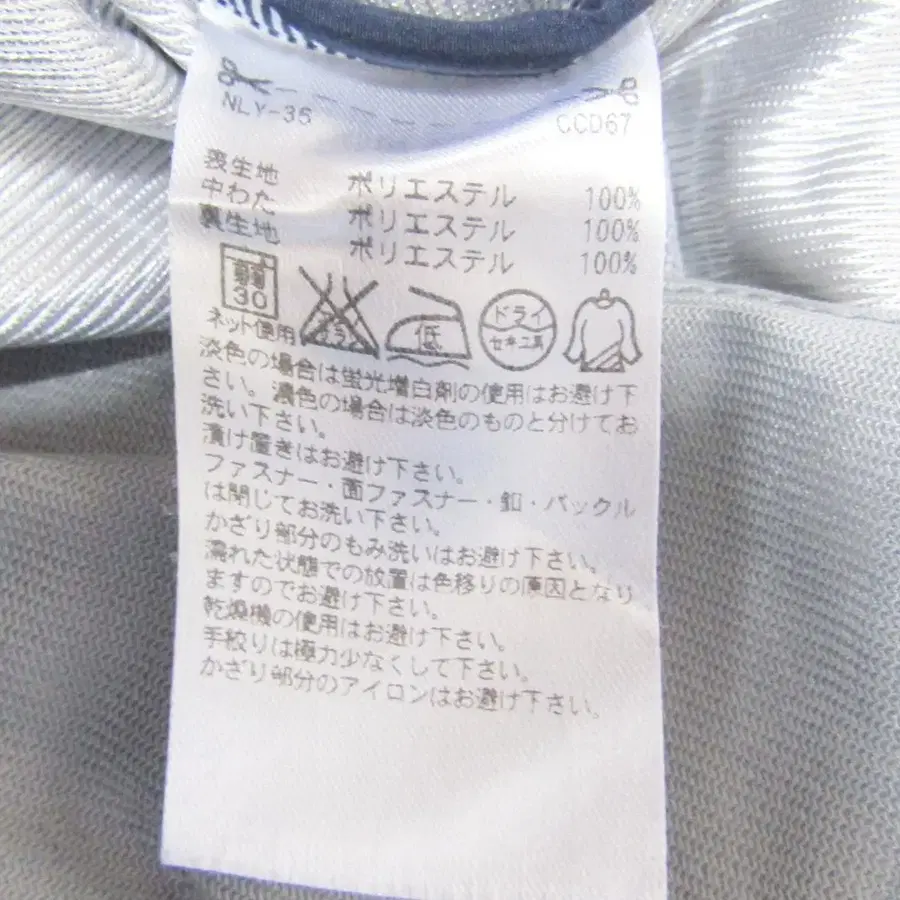 NLY-36
CCD67
表生地 ポリエステル 100%
中わた ポリエステル 100%
裏生地 ポリエステル 100%
弱 30
エンソ サラシ
低
ドライ セキユ系
ネット使用
淡色の場合は蛍光増白剤の使用はお避け下
さい。濃色の場合は淡色のものと分けてお
洗い下さい。
漬け置きはお避け下さい。
ファスナー・面ファスナー・釦・バックル
は閉じてお洗い下さい。
かざり部分のもみ洗いはお避け下さい。
濡れた状態での放置は色移りの原因となり
ますのでお避け下さい。
乾燥機の使用はお避け下さい。
手絞りは極力少なくして下さい。
かざり部分のアイロンはお避け下さい。